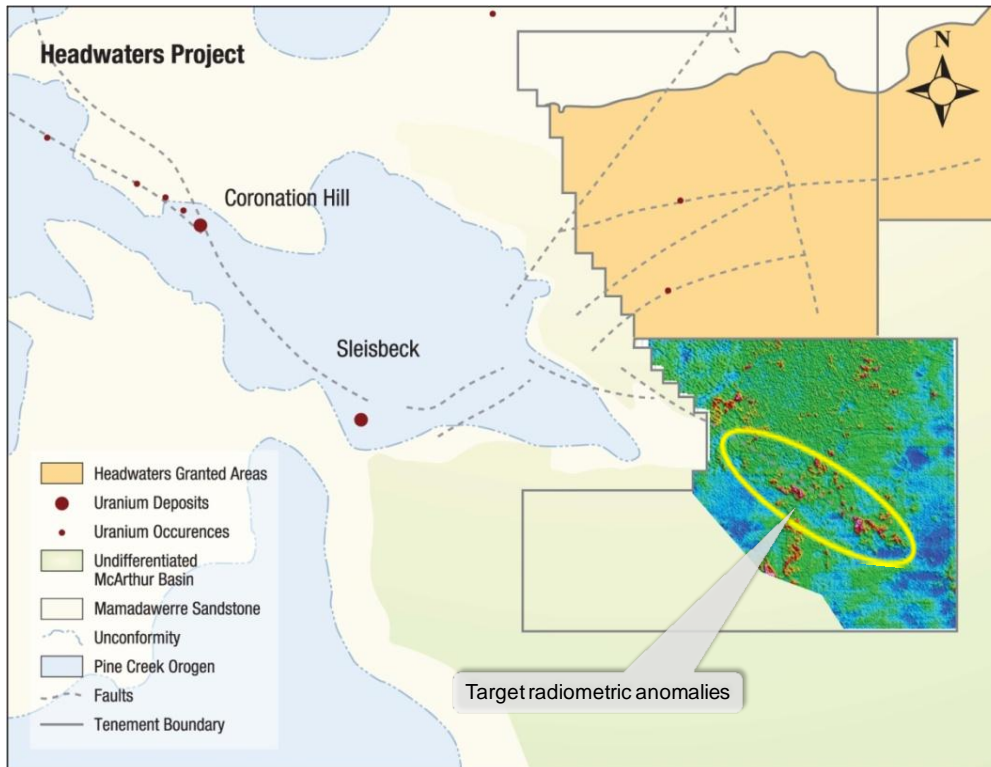 Headwaters Project
N
Coronation Hill
Sleisbeck
Headwaters Granted Areas
Uranium Deposits
Uranium Occurences
Undifferentiated
McArthur Basin
Mamadawerre Sandstone
Unconformity
Pine Creek Orogen
Faults
Tenement Boundary
Target radiometric anomalies